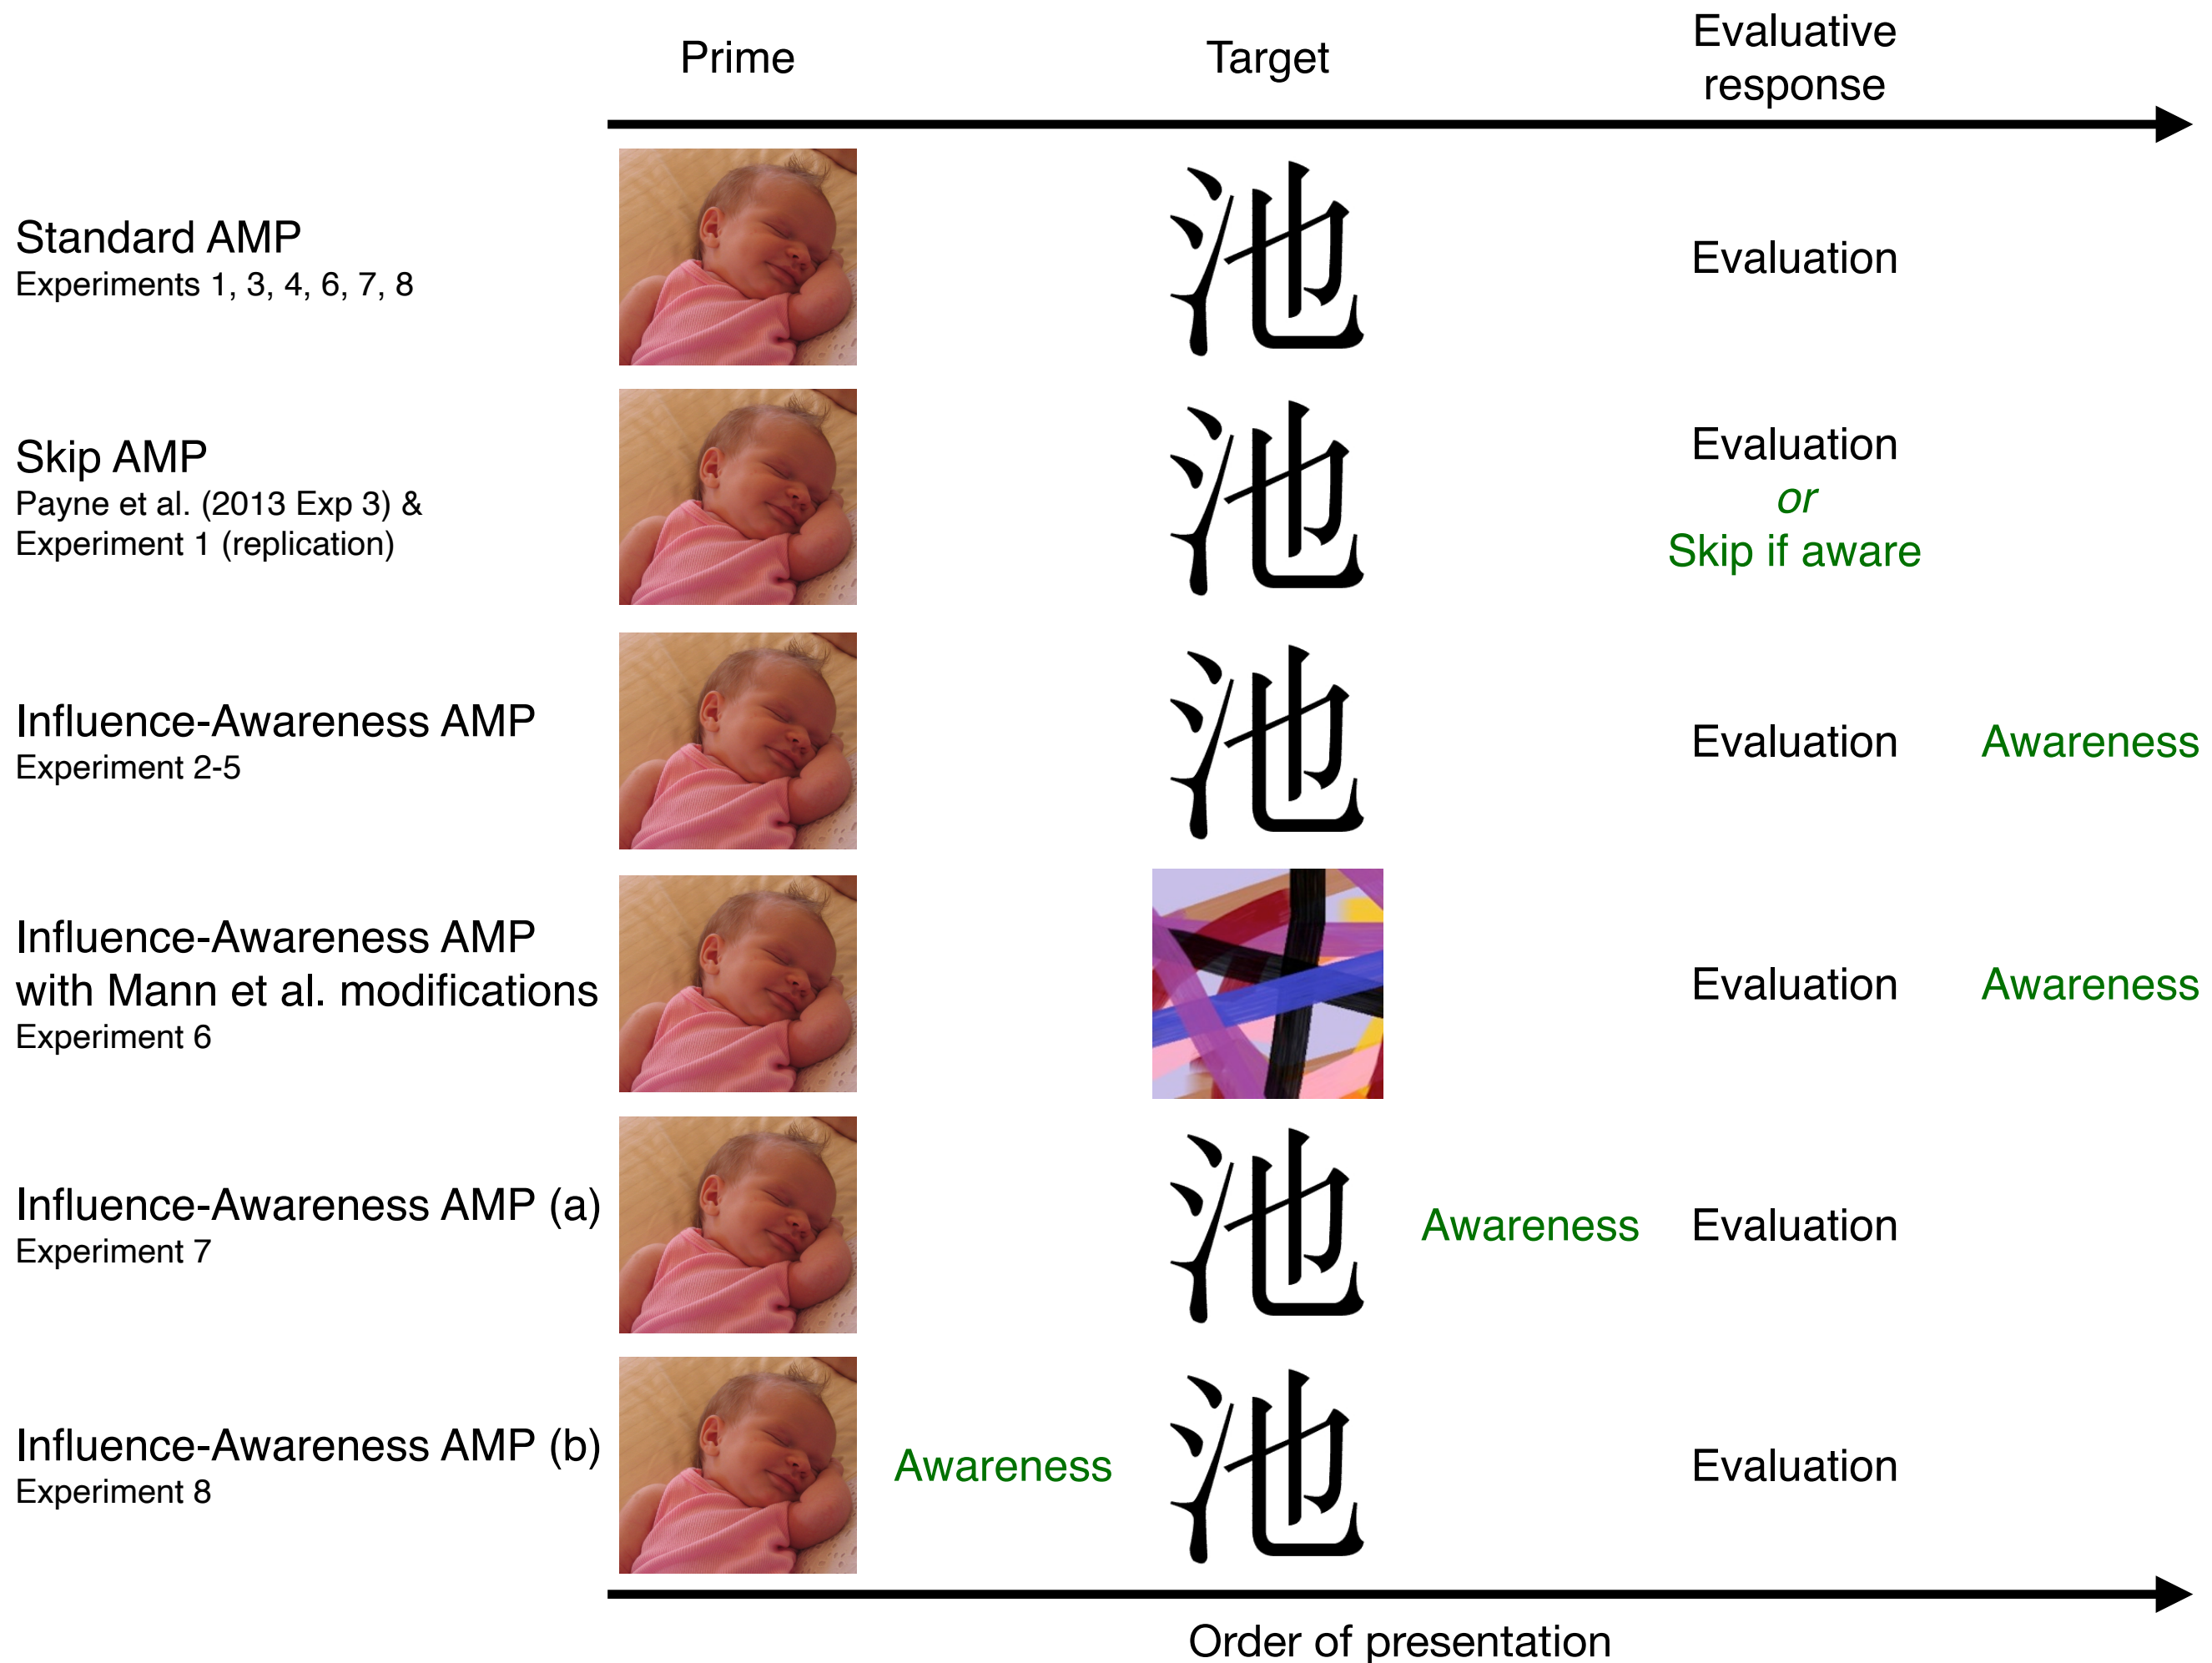 Prime
Target
Evaluative
response
Standard AMP
Experiments 1, 3, 4, 6, 7, 8
池
Evaluation
Skip AMP
Payne et al. (2013 Exp 3) &
Experiment 1 (replication)
池
Evaluation
or
Skip if aware
Influence-Awareness AMP
Experiment 2-5
池
Evaluation
Awareness
Influence-Awareness AMP
with Mann et al. modifications
Experiment 6
Evaluation
Awareness
Influence-Awareness AMP (a)
Experiment 7
池
Awareness
Evaluation
Influence-Awareness AMP (b)
Experiment 8
Awareness
池
Evaluation
Order of presentation